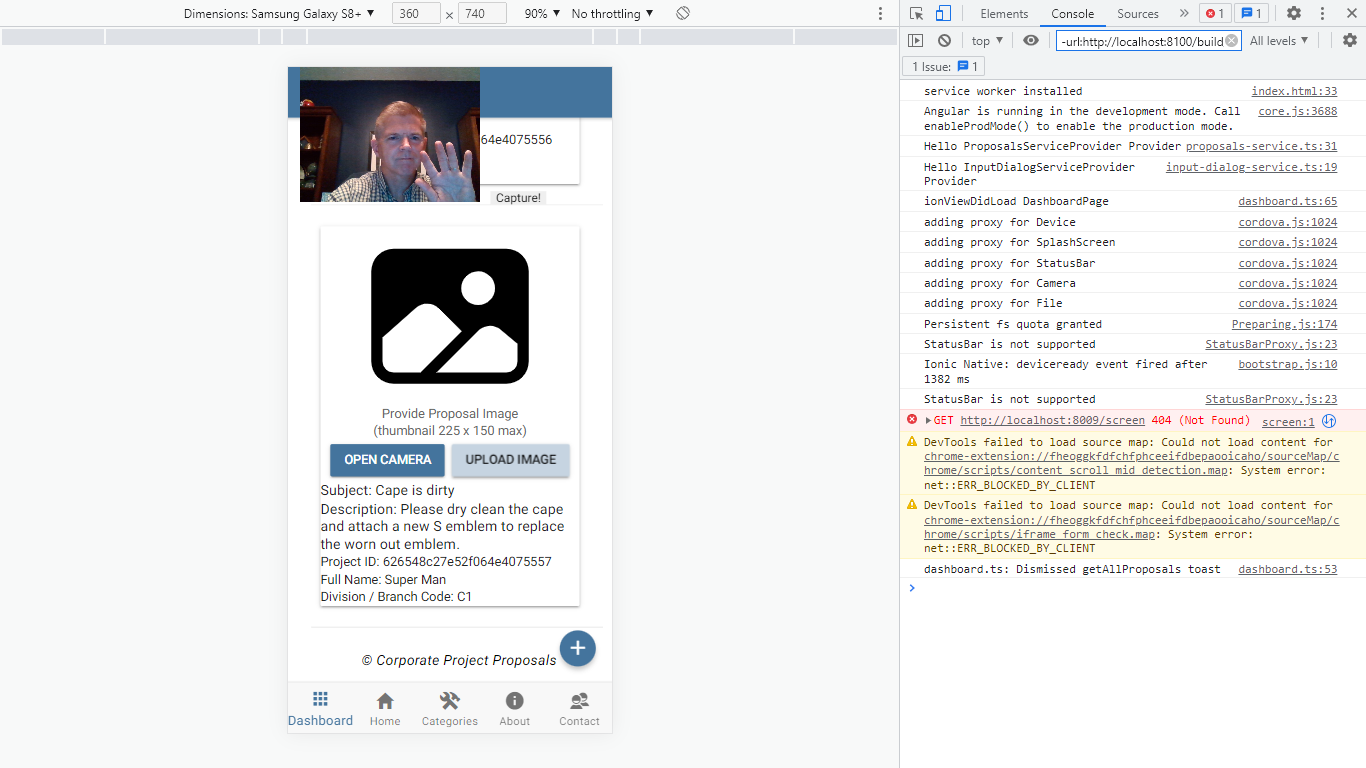 Dimensions: Samsung Galaxy S8+ ▼ 360 × 740 90% ▼ No throttling ▼
64e4075556
Capture!
Provide Proposal Image
(thumbnail 225 x 150 max)
OPEN CAMERA UPLOAD IMAGE
Subject: Cape is dirty
Description: Please dry clean the cape
and attach a new S emblem to replace
the worn out emblem.
Project ID: 626548c27e52f064e4075557
Full Name: Super Man
Division / Branch Code: C1
© Corporate Project Proposals
Dashboard Home Categories About Contact
Elements Console Sources » 1 1
top ▼ -url:http://localhost:8100/build All levels ▼
1 Issue: 1
service worker installed index.html:33
Angular is running in the development mode. Call core.js:3688
enableProdMode() to enable the production mode.
Hello ProposalsServiceProvider Provider proposals-service.ts:31
Hello InputDialogServiceProvider input-dialog-service.ts:19
Provider
ionViewDidLoad DashboardPage dashboard.ts:65
adding proxy for Device cordova.js:1024
adding proxy for SplashScreen cordova.js:1024
adding proxy for StatusBar cordova.js:1024
adding proxy for Camera cordova.js:1024
adding proxy for File cordova.js:1024
Persistent fs quota granted Preparing.js:174
StatusBar is not supported StatusBarProxy.js:23
Ionic Native: deviceready event fired after bootstrap.js:10
1382 ms
StatusBar is not supported StatusBarProxy.js:23
GET http://localhost:8009/screen 404 (Not Found) screen:1
DevTools failed to load source map: Could not load content for
chrome-extension://fheoggkfdfchfphceeifdbepaooicaho/sourceMap/c
hrome/scripts/content_scroll_mid_detection.map: System error:
net::ERR_BLOCKED_BY_CLIENT
DevTools failed to load source map: Could not load content for
chrome-extension://fheoggkfdfchfphceeifdbepaooicaho/sourceMap/c
hrome/scripts/iframe_form_check.map: System error:
net::ERR_BLOCKED_BY_CLIENT
dashboard.ts: Dismissed getAllProposals toast dashboard.ts:53